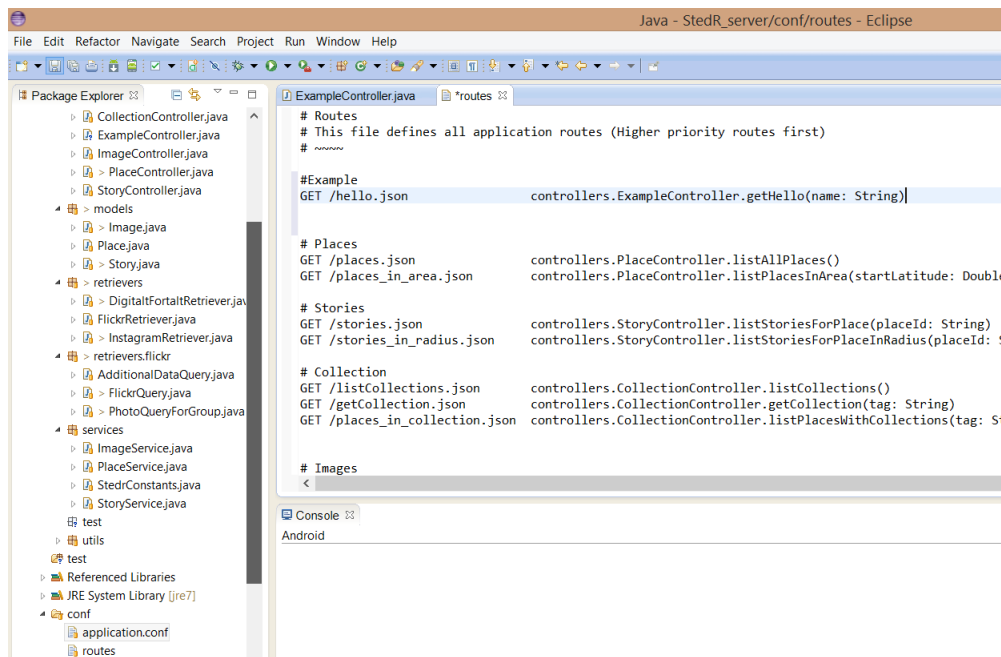 Java - StedR_server/conf/routes - Eclipse
File Edit Refactor Navigate Search Project Run Window Help
Package Explorer
CollectionController.java
ExampleController.java
ImageController.java
> PlaceController.java
StoryController.java
> models
> Image.java
Place.java
> Story.java
> retrievers
> DigitaltFortaltRetriever.jav
FlickrRetriever.java
> InstagramRetriever.java
> retrievers.flickr
AdditionalDataQuery.java
> FlickrQuery.java
> PhotoQueryForGroup.java
services
ImageService.java
PlaceService.java
StedrConstants.java
StoryService.java
test
utils
test
Referenced Libraries
JRE System Library [jre7]
conf
application.conf
routes
ExampleController.java *routes
# Routes
# This file defines all application routes (Higher priority routes first)
# ~~~~
#Example
GET /hello.json controllers.ExampleController.getHello(name: String)
# Places
GET /places.json controllers.PlaceController.listAllPlaces()
GET /places_in_area.json controllers.PlaceController.listPlacesInArea(startLatitude: Double
# Stories
GET /stories.json controllers.StoryController.listStoriesForPlace(placeId: String)
GET /stories_in_radius.json controllers.StoryController.listStoriesForPlaceInRadius(placeId: S
# Collection
GET /listCollections.json controllers.CollectionController.listCollections()
GET /getCollection.json controllers.CollectionController.getCollection(tag: String)
GET /places_in_collection.json controllers.CollectionController.listPlacesWithCollections(tag: St
# Images
Console
Android